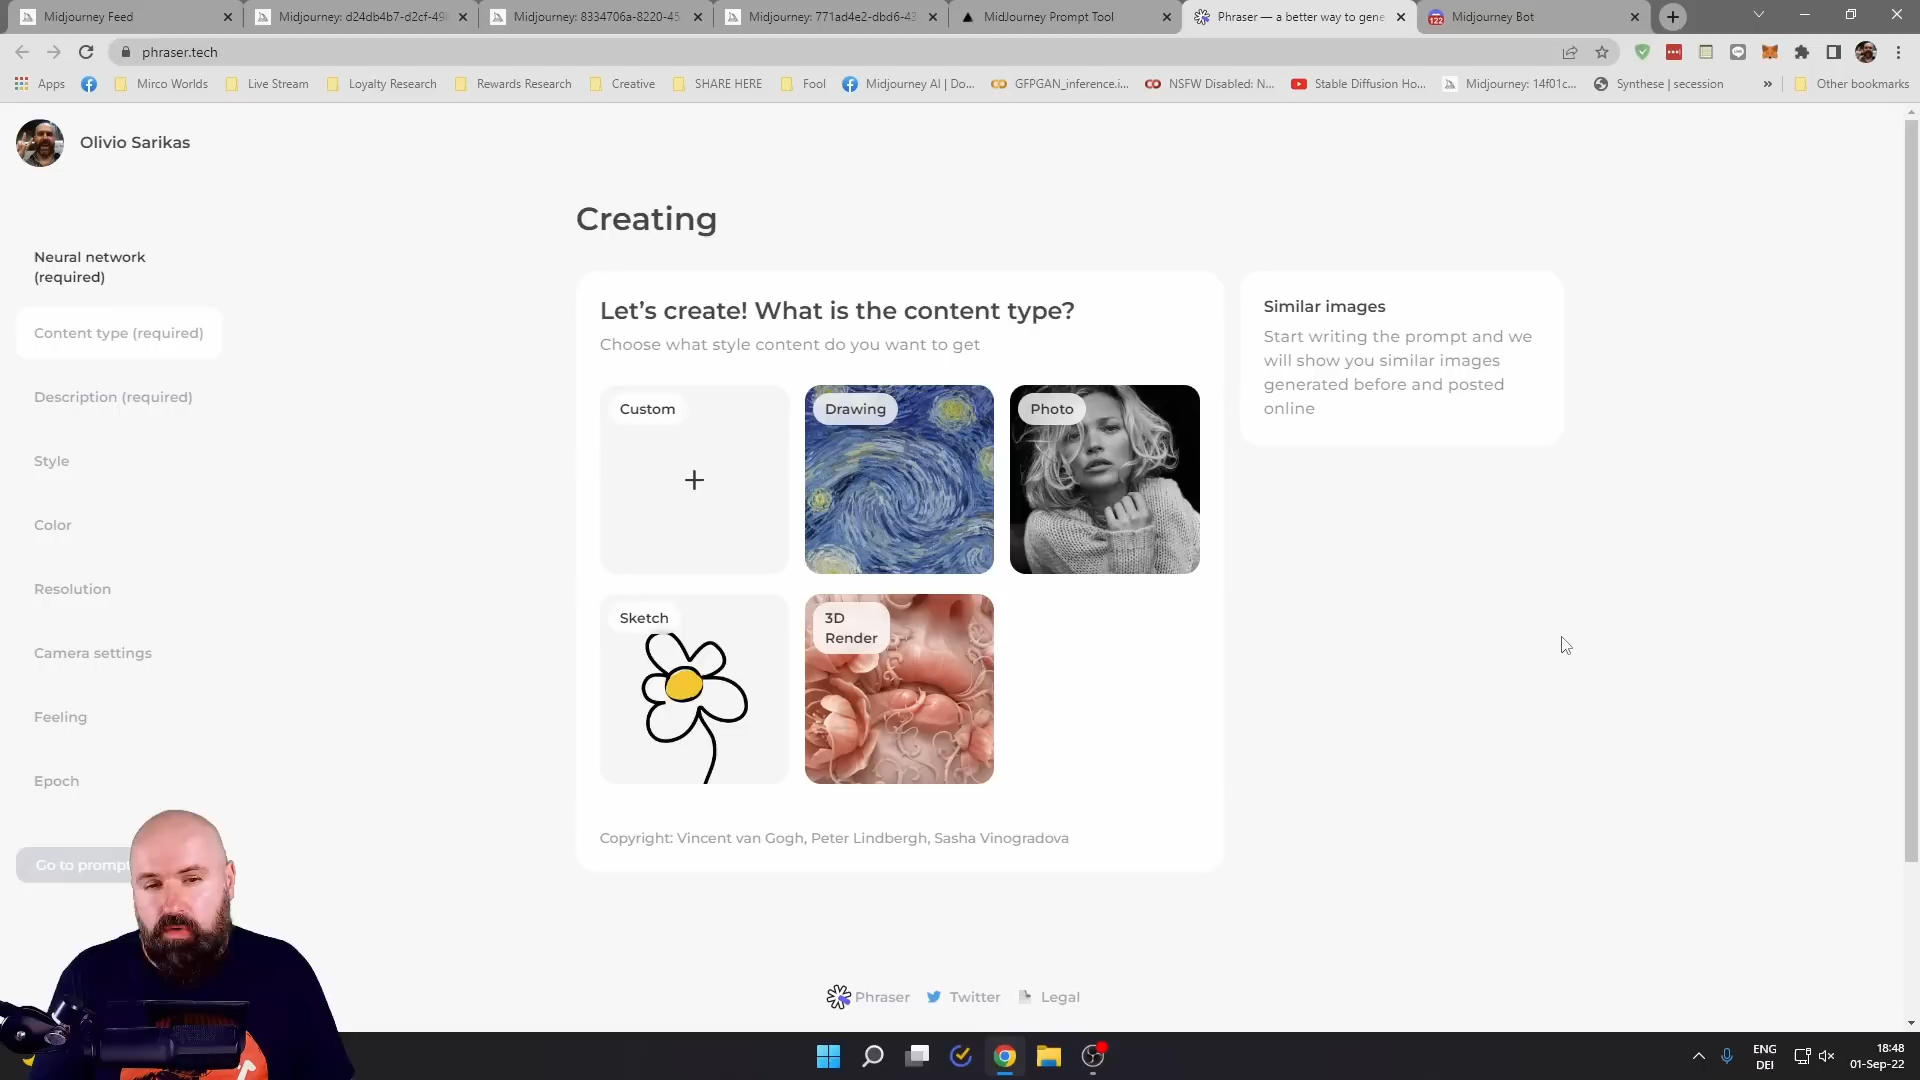 Midjourney Feed
Midjourney: d24db4b7-d2cf-49
Midjourney: 8334706a-8220-45
Midjourney: 771ad4e2-dbd6-43
MidJourney Prompt Tool
Phraser — a better way to gene
122
Midjourney Bot
phraser.tech
Apps
Mirco Worlds
Live Stream
Loyalty Research
Rewards Research
Creative
SHARE HERE
Fool
Midjourney AI | Do...
GFPGAN_inference.i...
NSFW Disabled: N...
Stable Diffusion Ho...
Midjourney: 14f01c...
Synthese | secession
»
Other bookmarks
Olivio Sarikas
Creating
Neural network
(required)
Content type (required)
Description (required)
Style
Color
Resolution
Camera settings
Feeling
Epoch
Go to prompt
Let's create! What is the content type?
Choose what style content do you want to get
Custom
Drawing
Photo
Sketch
3D
Render
Copyright: Vincent van Gogh, Peter Lindbergh, Sasha Vinogradova
Similar images
Start writing the prompt and we
will show you similar images
generated before and posted
online
Phraser
Twitter
Legal
ENG
DEI
18:48
01-Sep-22